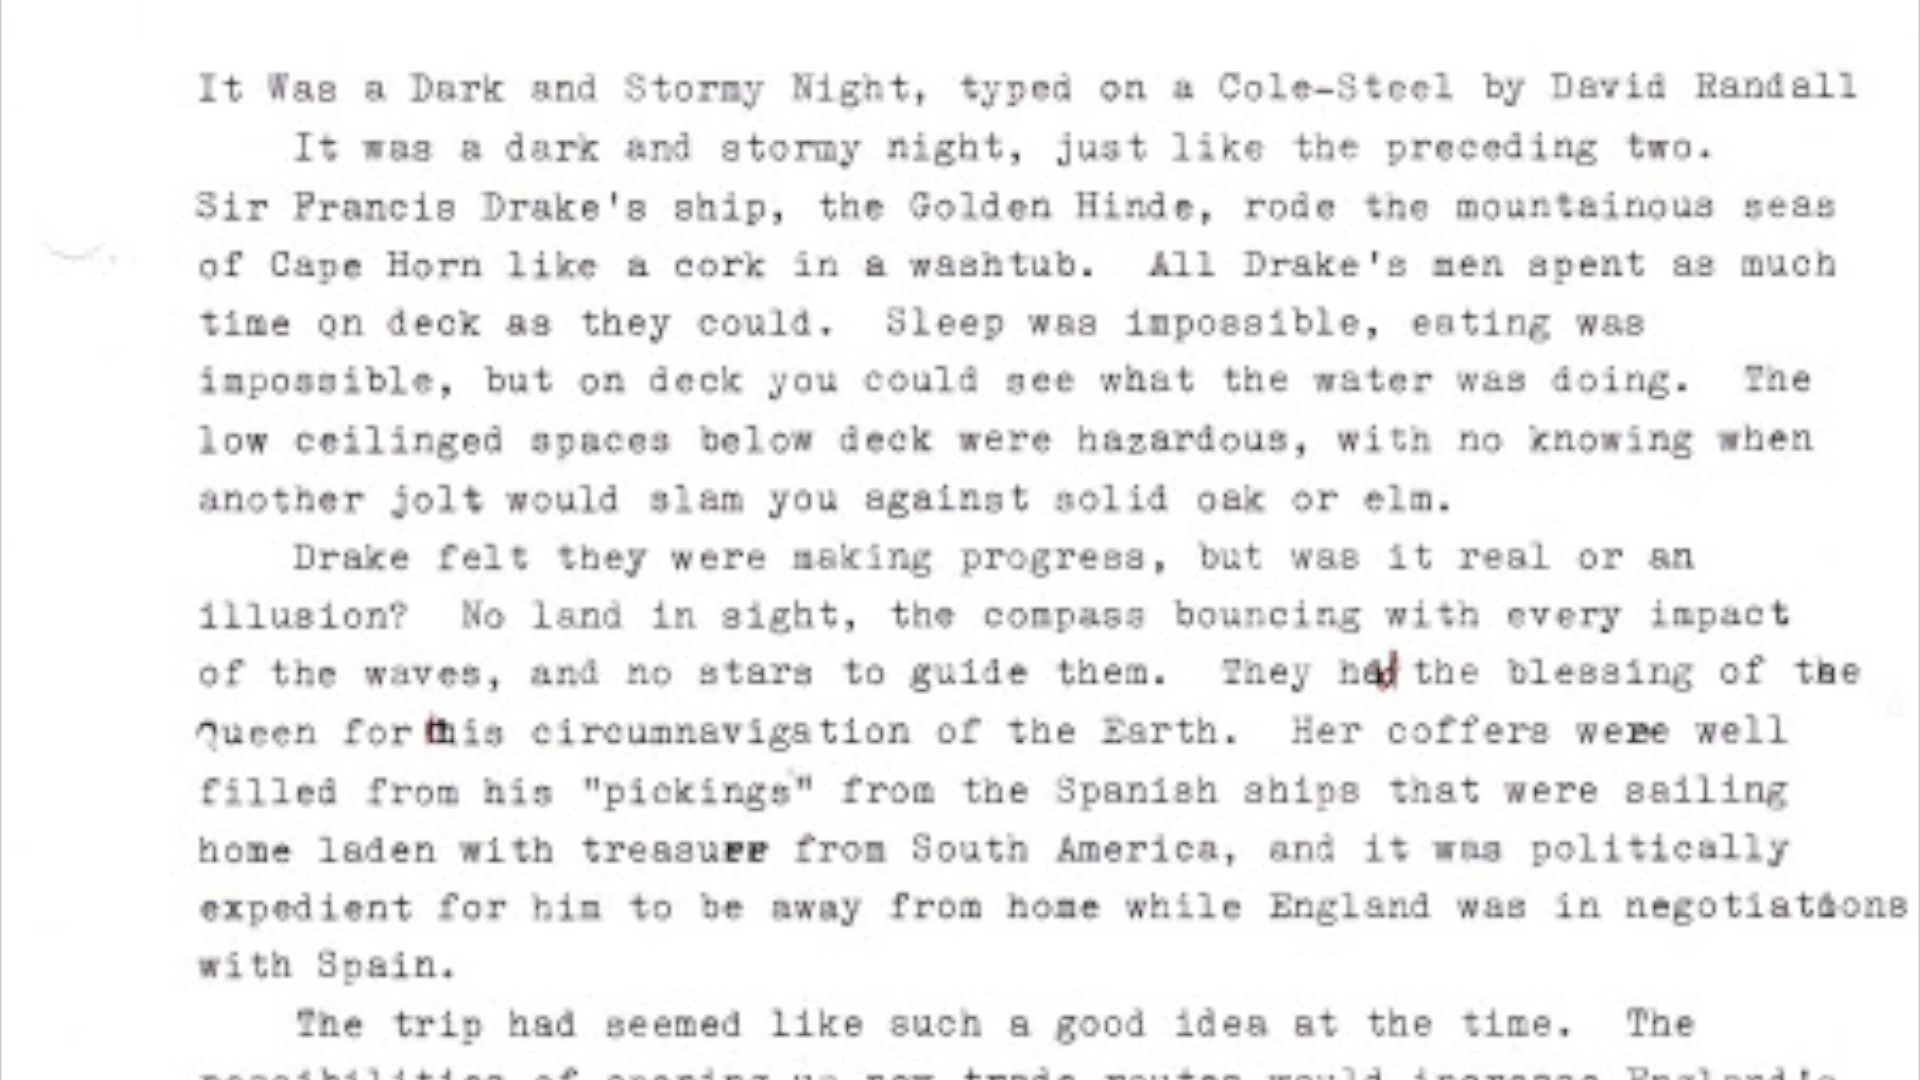 It Was a Dark and Stormy Night, typed on a Cole-Steel by David Randall
It was a dark and stormy night, just like the preceding two.
Sir Francis Drake's ship, the Golden Hinde, rode the mountainous seas
of Cape Horn like a cork in a washtub. All Drake's men spent as much
time on deck as they could. Sleep was impossible, eating was
impossible, but on deck you could see what the water was doing. The
low ceilinged spaces below deck were hazardous, with no knowing when
another jolt would slam you against solid oak or elm.
Drake felt they were making progress, but was it real or an
illusion? No land in sight, the compass bouncing with every impact
of the waves, and no stars to guide them. They had the blessing of the
Queen for this circumnavigation of the Earth. Her coffers were well
filled from his "pickings" from the Spanish ships that were sailing
home laden with from South America, and it was politically
expedient for him to be away from home while England was in negotiations
with Spain.
The trip had seemed like such a good idea at the time. The
possibilities of opening up new trade routes would increase England's